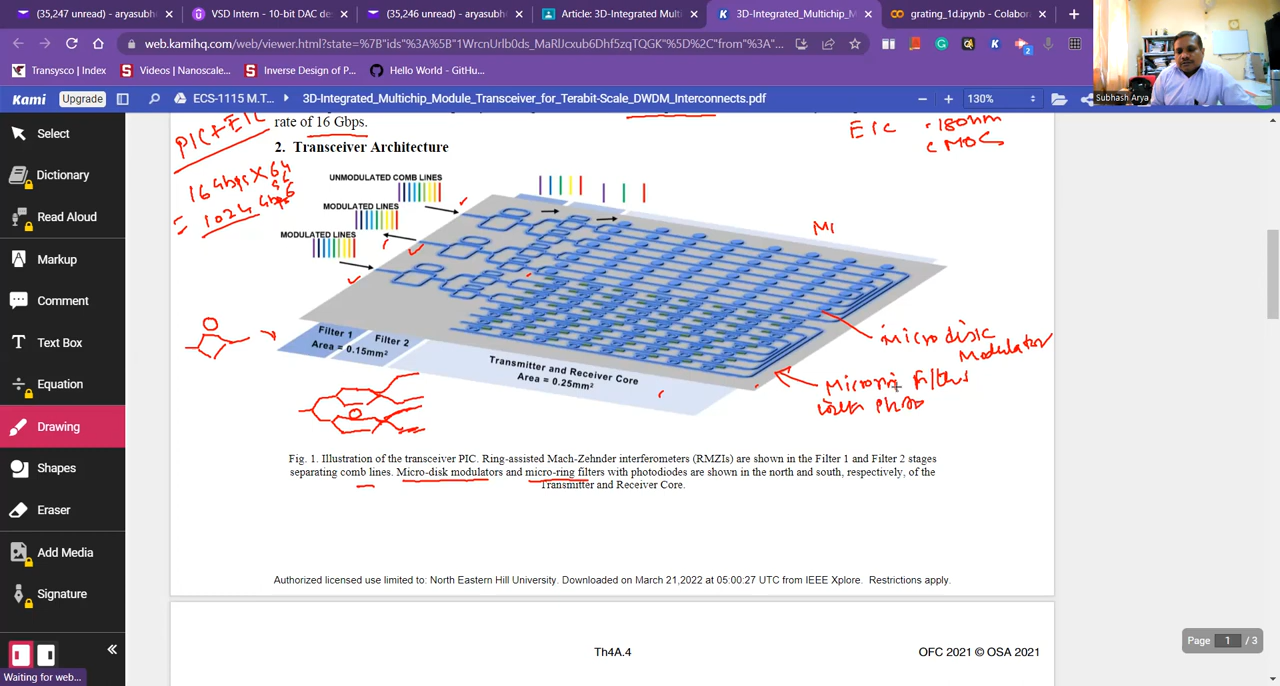 (35,247 unread) - aryasubh
VSD Intern - 10-bit DAC de
(35,246 unread) - aryasubh
Article: 3D-Integrated Multi
3D-Integrated_Multichip_M
grating_1d.ipynb - Colabora
web.kamihq.com/web/viewer.html?state=%7B"ids"%3A%5B"1WrcnUrlb0ds_MaRlJcxub6Dhf5zqTQGK"%5D%2C"from"%3A"...
Transysco | Index
Videos | Nanoscale...
Inverse Design of P...
Hello World - GitHu...
Subhash Arya
Kami
Upgrade
ECS-1115 M.T...
3D-Integrated_Multichip_Module_Transceiver_for_Terabit-Scale_DWDM_Interconnects.pdf
130%
Select
Dictionary
Read Aloud
Markup
Comment
Text Box
Equation
Drawing
Shapes
Eraser
Add Media
Signature
Waiting for web...
rate of 16 Gbps.
PIC+EIC
EIC 180nm
CMOS
2. Transceiver Architecture
16 Gbps X 64
= 1024 Gbps
UNMODULATED COMB LINES
MODULATED LINES
MODULATED LINES
Filter 1
Area = 0.15mm²
Filter 2
Transmitter and Receiver Core
Area = 0.25mm²
MI
Microdisk
Modulator
Microring Filters
with Photo
Fig. 1. Illustration of the transceiver PIC. Ring-assisted Mach-Zehnder interferometers (RMZIs) are shown in the Filter 1 and Filter 2 stages
separating comb lines. Micro-disk modulators and micro-ring filters with photodiodes are shown in the north and south, respectively, of the
Transmitter and Receiver Core.
Authorized licensed use limited to: North Eastern Hill University. Downloaded on March 21,2022 at 05:00:27 UTC from IEEE Xplore. Restrictions apply.
Page 1 / 3
Th4A.4
OFC 2021 © OSA 2021